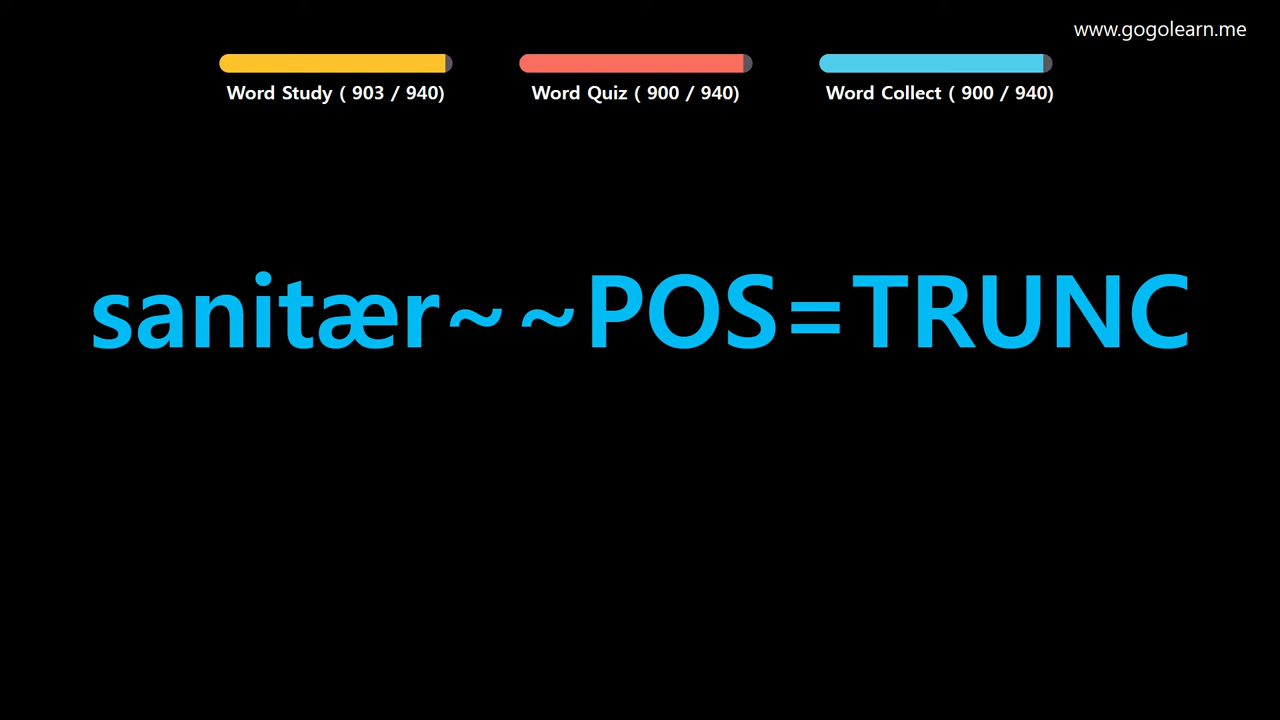 www.gogolearn.me
Word Study ( 903 / 940)
Word Quiz ( 900 / 940)
Word Collect ( 900 / 940)
sanitær~~POS=TRUNC